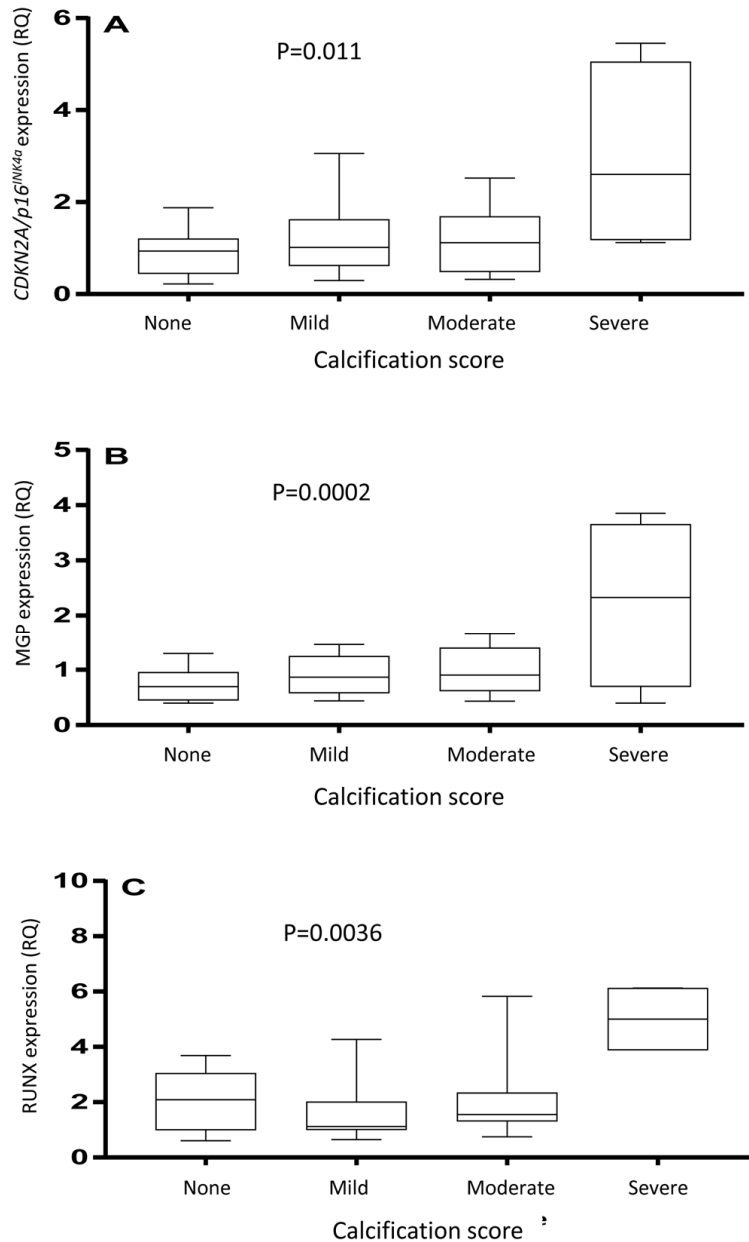 A
P=0.011
CDKN2A/p16^INK4a expression (RQ)
6
4
2
0
None Mild Moderate Severe
Calcification score
B
P=0.0002
MGP expression (RQ)
5
4
3
2
1
0
None Mild Moderate Severe
Calcification score
C
P=0.0036
RUNX expression (RQ)
10
8
6
4
2
0
None Mild Moderate Severe
Calcification score